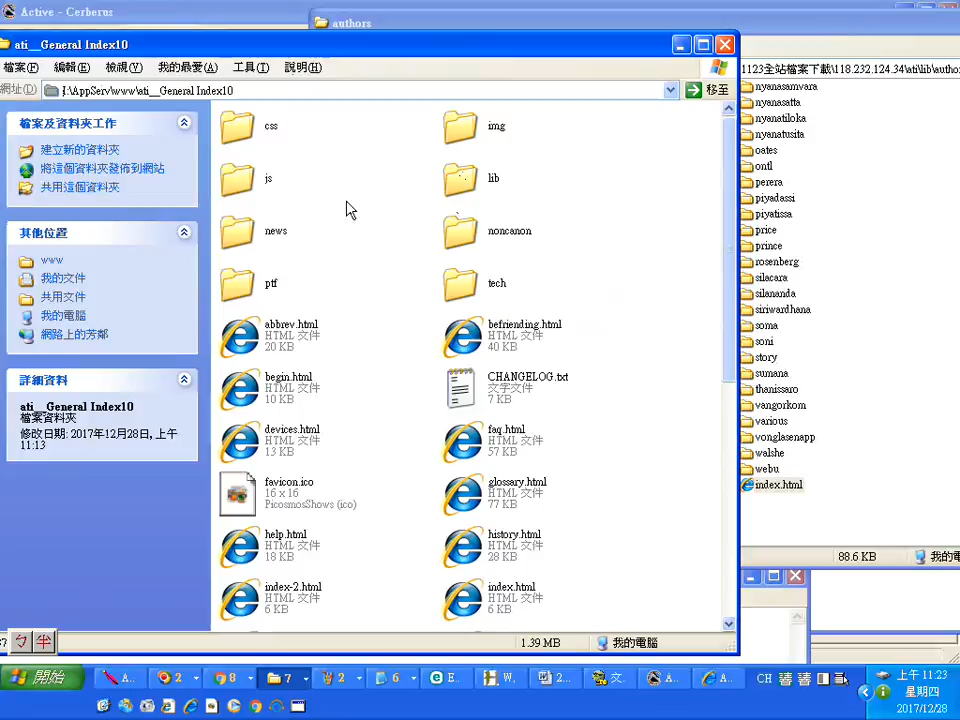 Active - Cerberus
authors
ati__General Index10
檔案(F) 編輯(E) 檢視(V) 我的最愛(A) 工具(T) 說明(H)
網址(D) I:\AppServ\www\ati__General Index10 移至
檔案及資料夾工作
建立新的資料夾
將這個資料夾發佈到網站
共用這個資料夾
其他位置
www
我的文件
共用文件
我的電腦
網路上的芳鄰
詳細資料
ati__General Index10
檔案資料夾
修改日期: 2017年12月28日, 上午
11:13
css
img
js
lib
news
noncanon
ptf
tech
abbrev.html
HTML 文件
20 KB
befriending.html
HTML 文件
40 KB
begin.html
HTML 文件
10 KB
CHANGELOG.txt
文字文件
7 KB
devices.html
HTML 文件
13 KB
faq.html
HTML 文件
57 KB
favicon.ico
16 x 16
PicosmosShows (ico)
glossary.html
HTML 文件
77 KB
help.html
HTML 文件
18 KB
history.html
HTML 文件
28 KB
index-2.html
HTML 文件
6 KB
index.html
HTML 文件
6 KB
1.39 MB 我的電腦
1123全站檔案下載\118.232.124.34\ati\lib\autho
nyanasamvara
nyanasatta
nyanatiloka
nyanatusita
oates
ontl
perera
piyadassi
piyatissa
price
prince
rosenberg
silacara
silananda
siriwardhana
soma
soni
story
sumana
thanissaro
vangorkom
various
vonglasenapp
walshe
webu
index.html
88.6 KB 我的電
ㄅ 半
開始 A.. 2 8 7 2 6 E.. W.. 2... 文.. A.. A.. CH
上午 11:23
星期四
2017/12/28